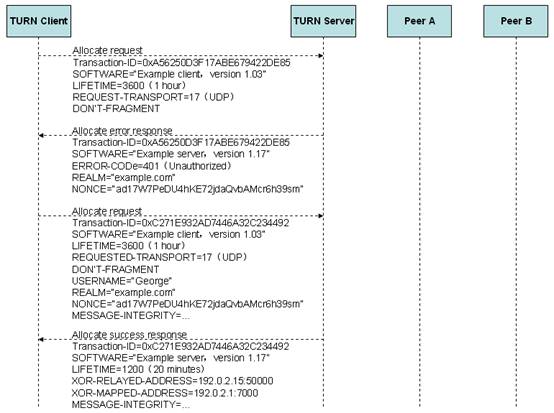 TURN Client
TURN Server
Peer A
Peer B
Allocate request
Transaction-ID=0xA56250D3F17ABE679422DE85
SOFTWARE="Example client，version 1.03"
LIFETIME=3600（1 hour）
REQUEST-TRANSPORT=17（UDP）
DON'T-FRAGMENT
Allocate error response
Transaction-ID=0xA56250D3F17ABE679422DE85
SOFTWARE="Example server，version 1.17"
ERROR-CODe=401（Unauthorized）
REALM="example.com"
NONCE="ad17W7PeDU4hKE72jdaQvbAMcr6h39sm"
Allocate request
Transaction-ID=0xC271E932AD7446A32C234492
SOFTWARE="Example client，version 1.03"
LIFETIME=3600（1 hour）
REQUESTED-TRANSPORT=17（UDP）
DON'T-FRAGMENT
USERNAME="George"
REALM="example.com"
NONCE="ad17W7PeDU4hKE72jdaQvbAMcr6h39sm"
MESSAGE-INTEGRITY=...
Allocate success response
Transaction-ID=0xC271E932AD7446A32C234492
SOFTWARE="Example server，version 1.17"
LIFETIME=1200（20 minutes）
XOR-RELAYED-ADDRESS=192.0.2.15:50000
XOR-MAPPED-ADDRESS=192.0.2.1:7000
MESSAGE-INTEGRITY=...